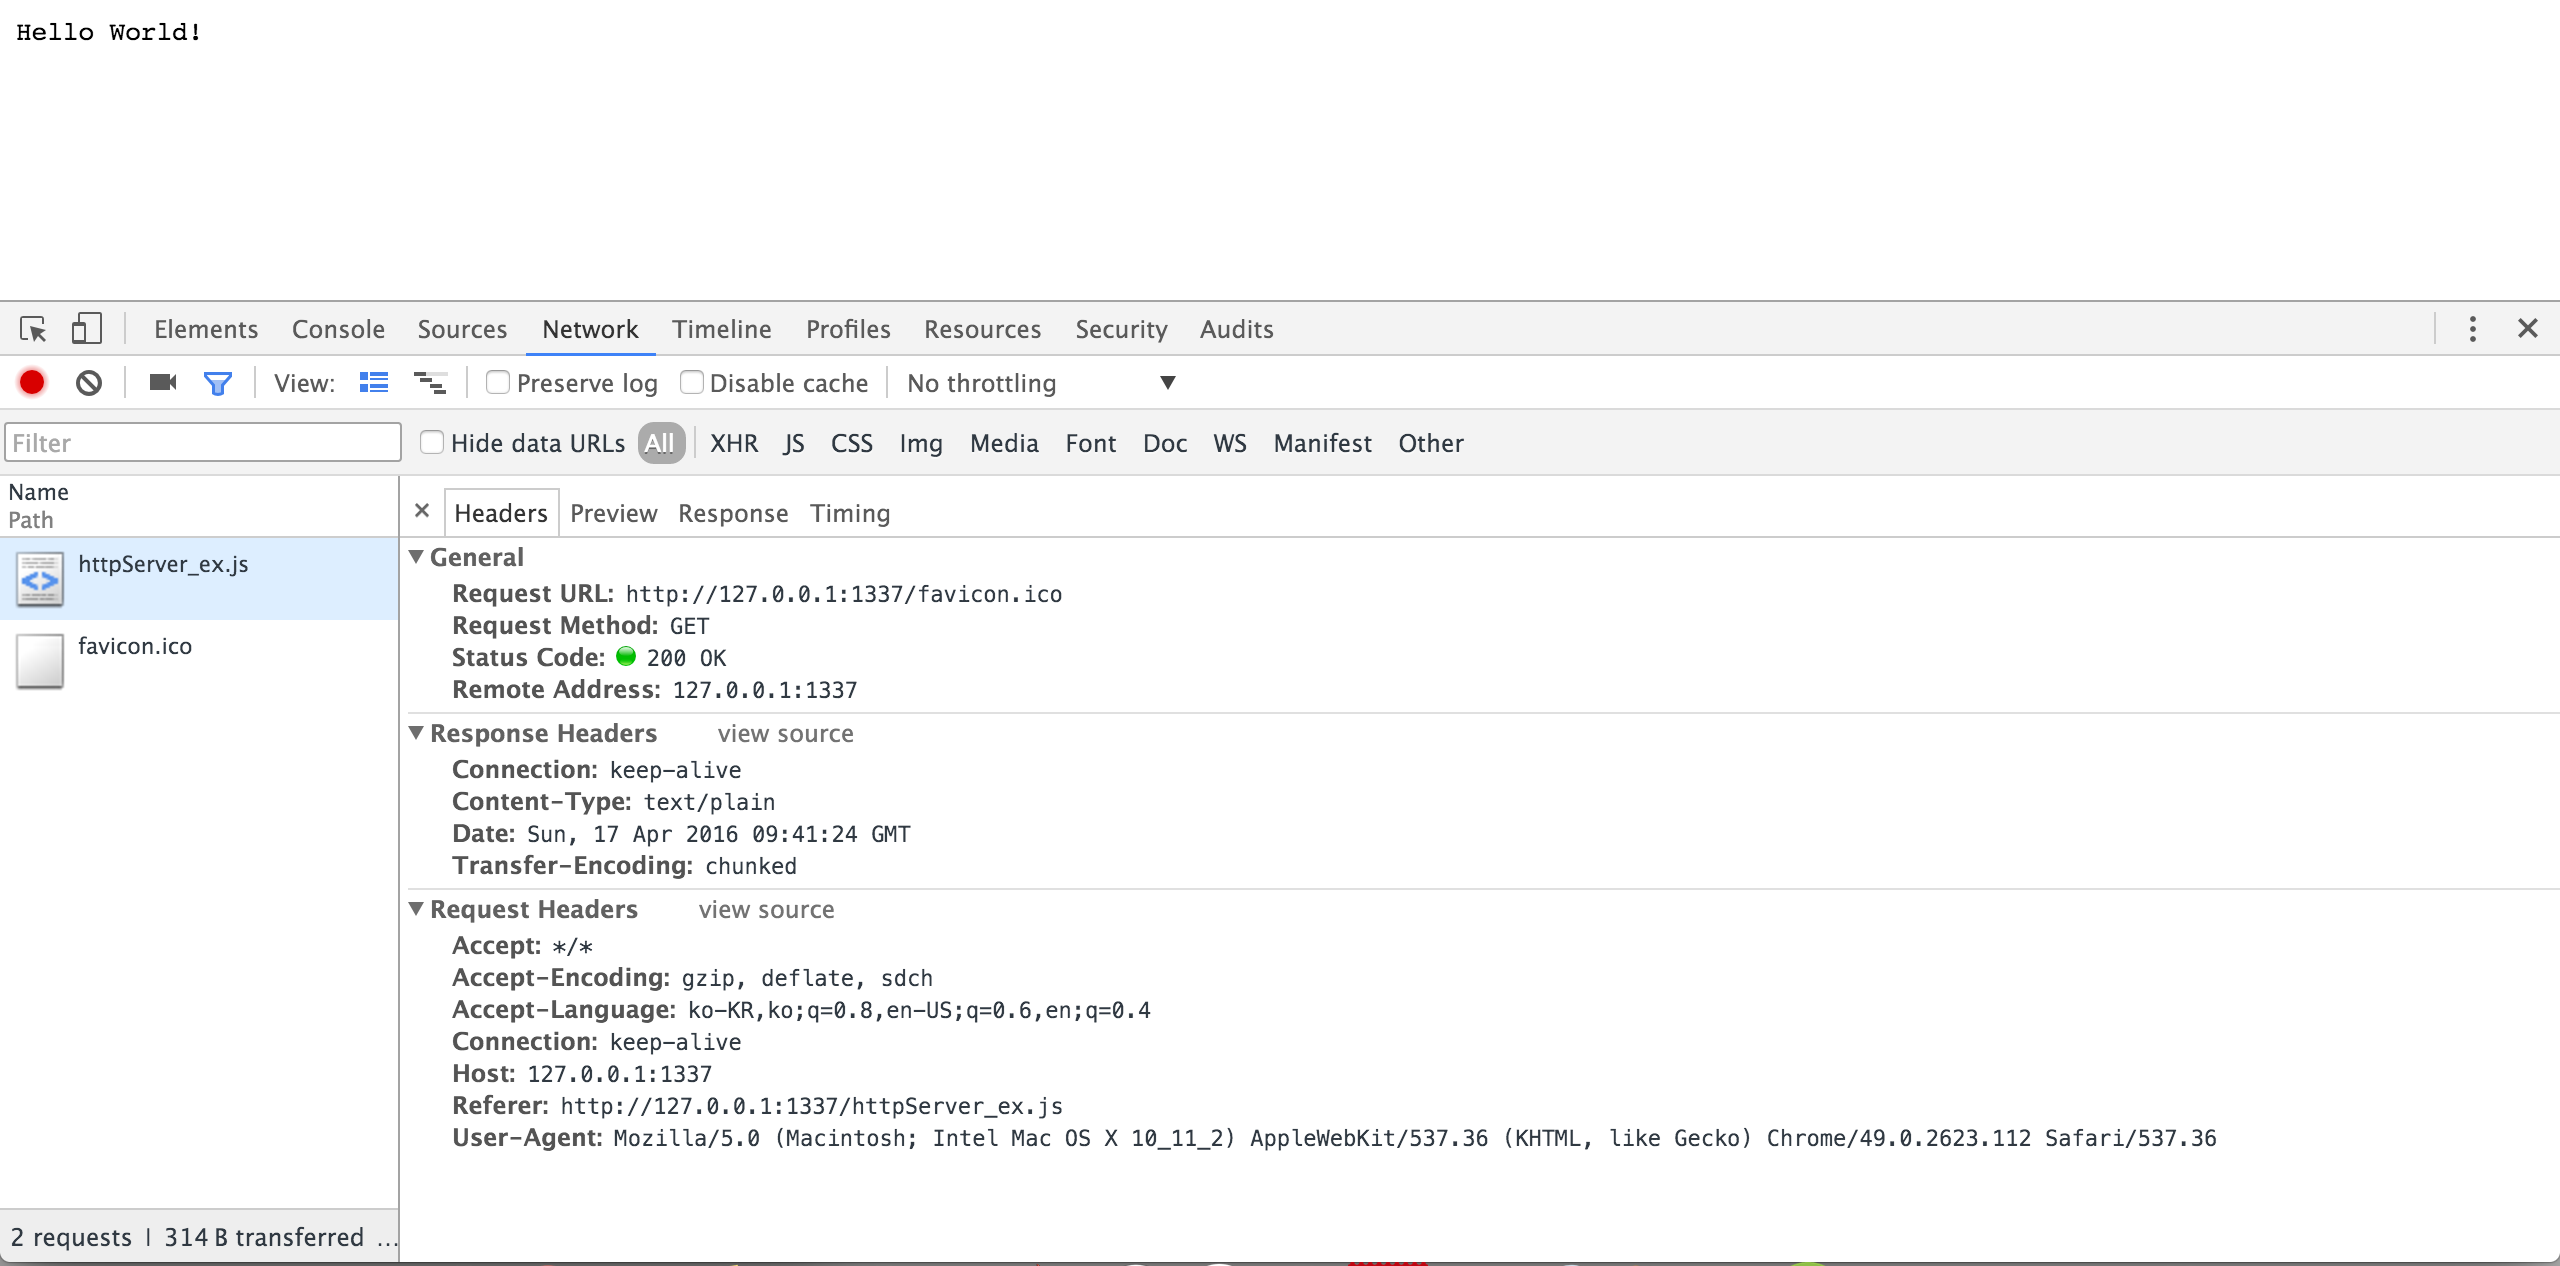 Hello World!
Elements Console Sources Network Timeline Profiles Resources Security Audits
View: Preserve log Disable cache No throttling
Filter Hide data URLs All XHR JS CSS Img Media Font Doc WS Manifest Other
Name
Path
httpServer_ex.js
favicon.ico
2 requests | 314 B transferred ...
Headers Preview Response Timing
General
Request URL: http://127.0.0.1:1337/favicon.ico
Request Method: GET
Status Code: 200 OK
Remote Address: 127.0.0.1:1337
Response Headers view source
Connection: keep-alive
Content-Type: text/plain
Date: Sun, 17 Apr 2016 09:41:24 GMT
Transfer-Encoding: chunked
Request Headers view source
Accept: */*
Accept-Encoding: gzip, deflate, sdch
Accept-Language: ko-KR,ko;q=0.8,en-US;q=0.6,en;q=0.4
Connection: keep-alive
Host: 127.0.0.1:1337
Referer: http://127.0.0.1:1337/httpServer_ex.js
User-Agent: Mozilla/5.0 (Macintosh; Intel Mac OS X 10_11_2) AppleWebKit/537.36 (KHTML, like Gecko) Chrome/49.0.2623.112 Safari/537.36